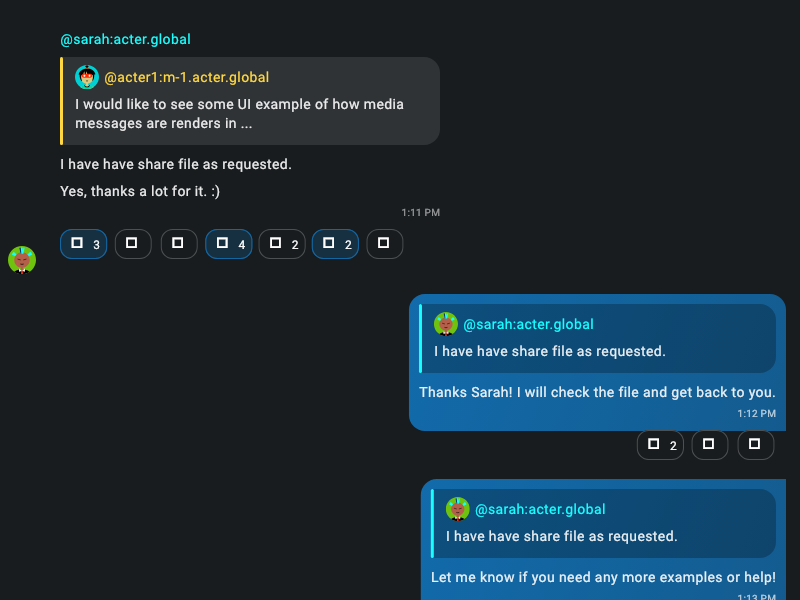 @sarah:acter.global
@acter1:m-1.acter.global
I would like to see some UI example of how media
messages are renders in ...
I have have share file as requested.
Yes, thanks a lot for it. :)
1:11 PM
3
4
2
2
@sarah:acter.global
I have have share file as requested.
Thanks Sarah! I will check the file and get back to you.
1:12 PM
2
@sarah:acter.global
I have have share file as requested.
Let me know if you need any more examples or help!
1:13 PM